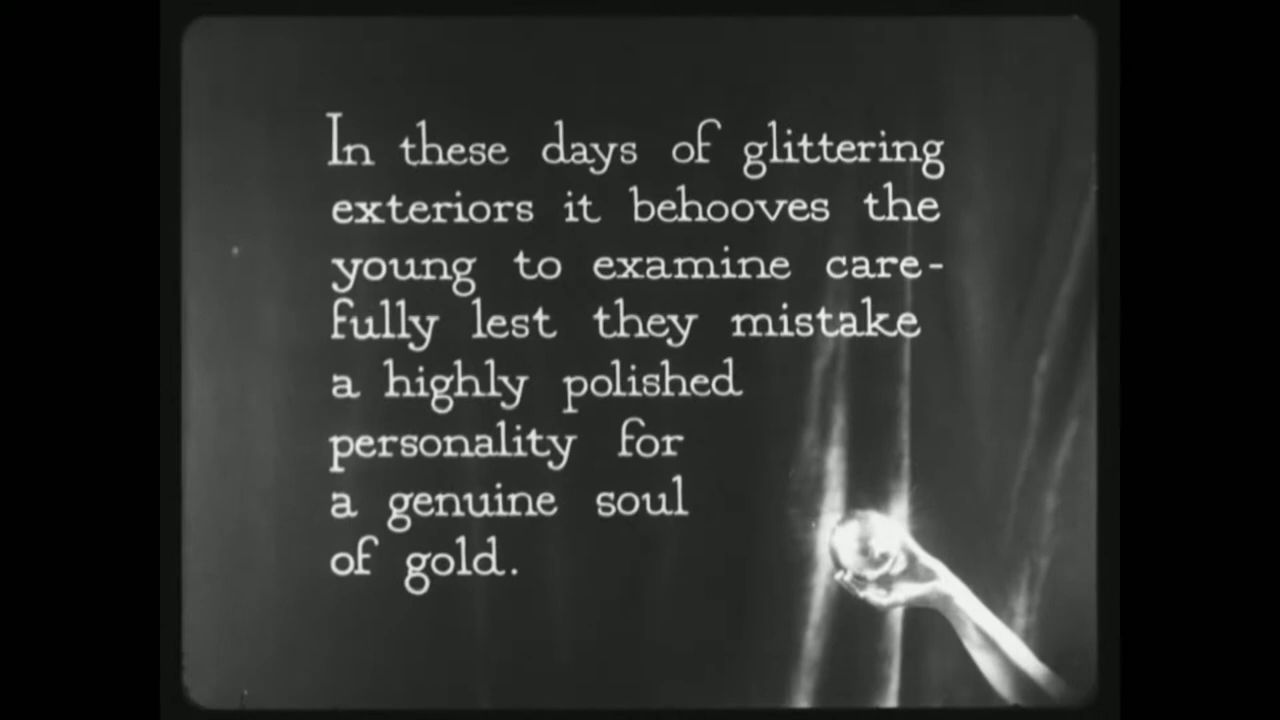 In these days of glittering
exteriors it behooves the
young to examine care-
fully lest they mistake
a highly polished
personality for
a genuine soul
of gold.